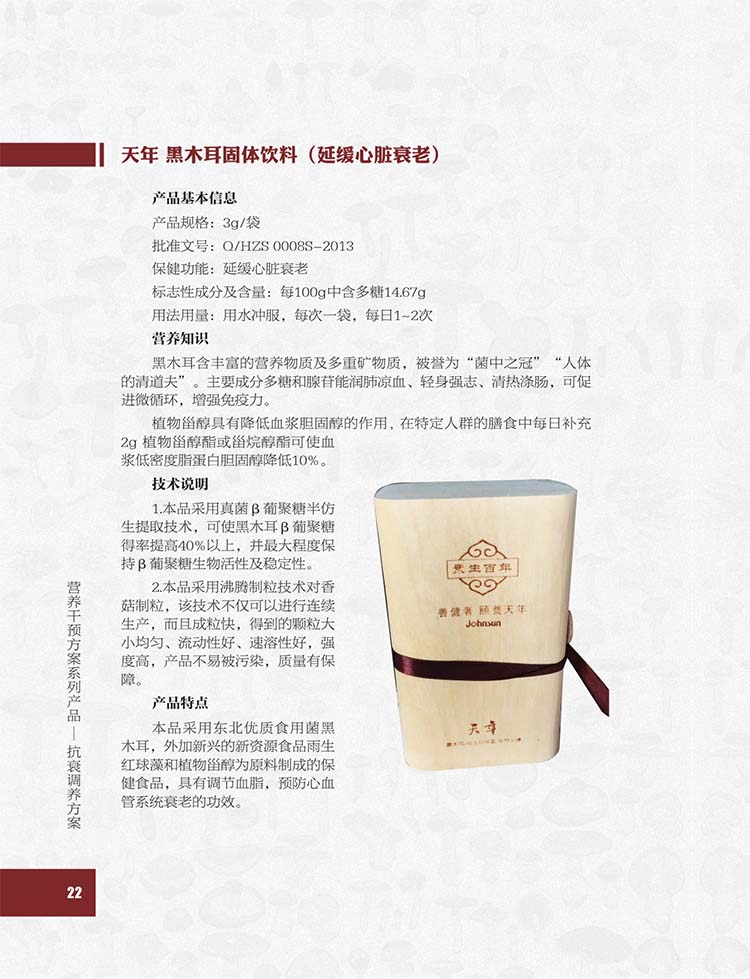 天年 黑木耳固体饮料（延缓心脏衰老）
产品基本信息
产品规格：3g/袋
批准文号：Q/HZS 0008S-2013
保健功能：延缓心脏衰老
标志性成分及含量：每100g中含多糖14.67g
用法用量：用水冲服，每次一袋，每日1~2次
营养知识
黑木耳含丰富的营养物质及多重矿物质，被誉为“菌中之冠”“人体
的清道夫”。主要成分多糖和腺苷能润肺凉血、轻身强志、清热涤肠，可促
进微循环，增强免疫力。
植物甾醇具有降低血浆胆固醇的作用，在特定人群的膳食中每日补充
2g 植物甾醇酯或甾烷醇酯可使血
浆低密度脂蛋白胆固醇降低10%。
技术说明
1.本品采用真菌β葡聚糖半仿
生提取技术，可使黑木耳β葡聚糖
得率提高40%以上，并最大程度保
持β葡聚糖生物活性及稳定性。
2.本品采用沸腾制粒技术对香
菇制粒，该技术不仅可以进行连续
生产，而且成粒快，得到的颗粒大
小均匀、流动性好、速溶性好，强
度高，产品不易被污染，质量有保
障。
产品特点
本品采用东北优质食用菌黑
木耳，外加新兴的新资源食品雨生
红球藻和植物甾醇为原料制成的保
健食品，具有调节血脂，预防心血
管系统衰老的功效。
生百年
善健者 頤養天年
Johnsun
天年
营养干预方案系列产品—抗衰调养方案
22